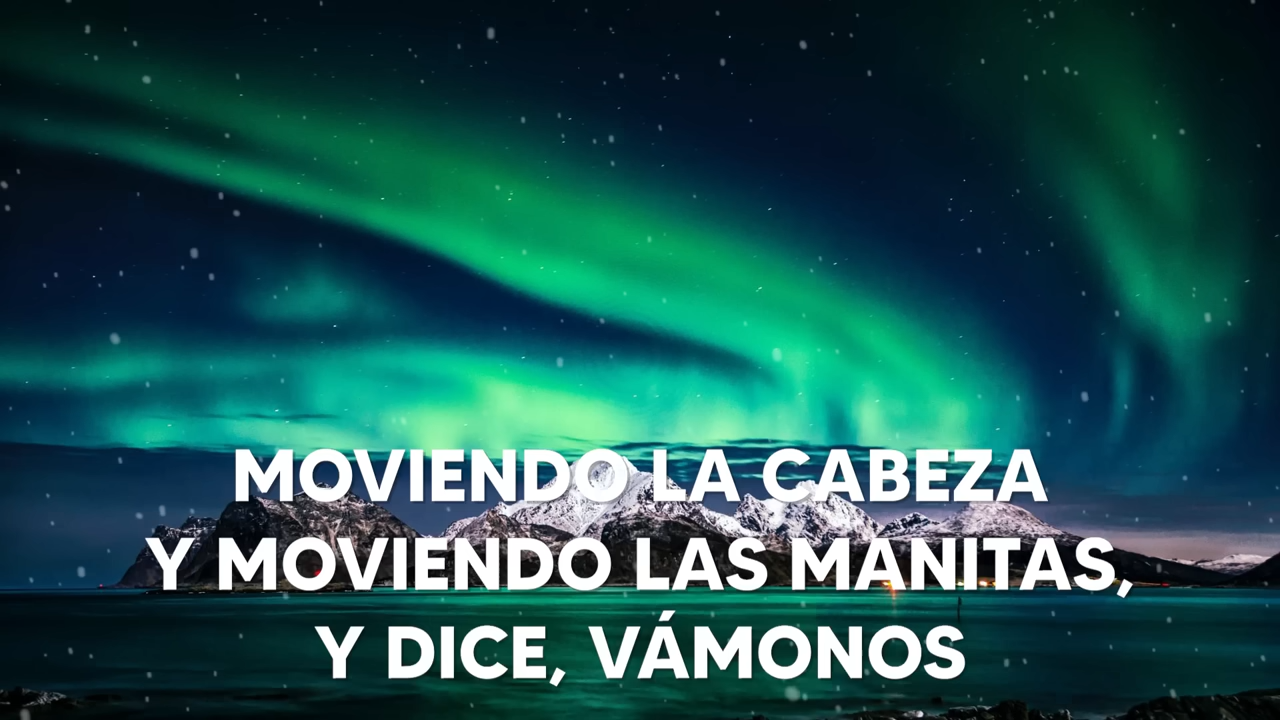 MOVIENDO LA CABEZA
Y MOVIENDO LAS MANITAS,
Y DICE, VÁMONOS